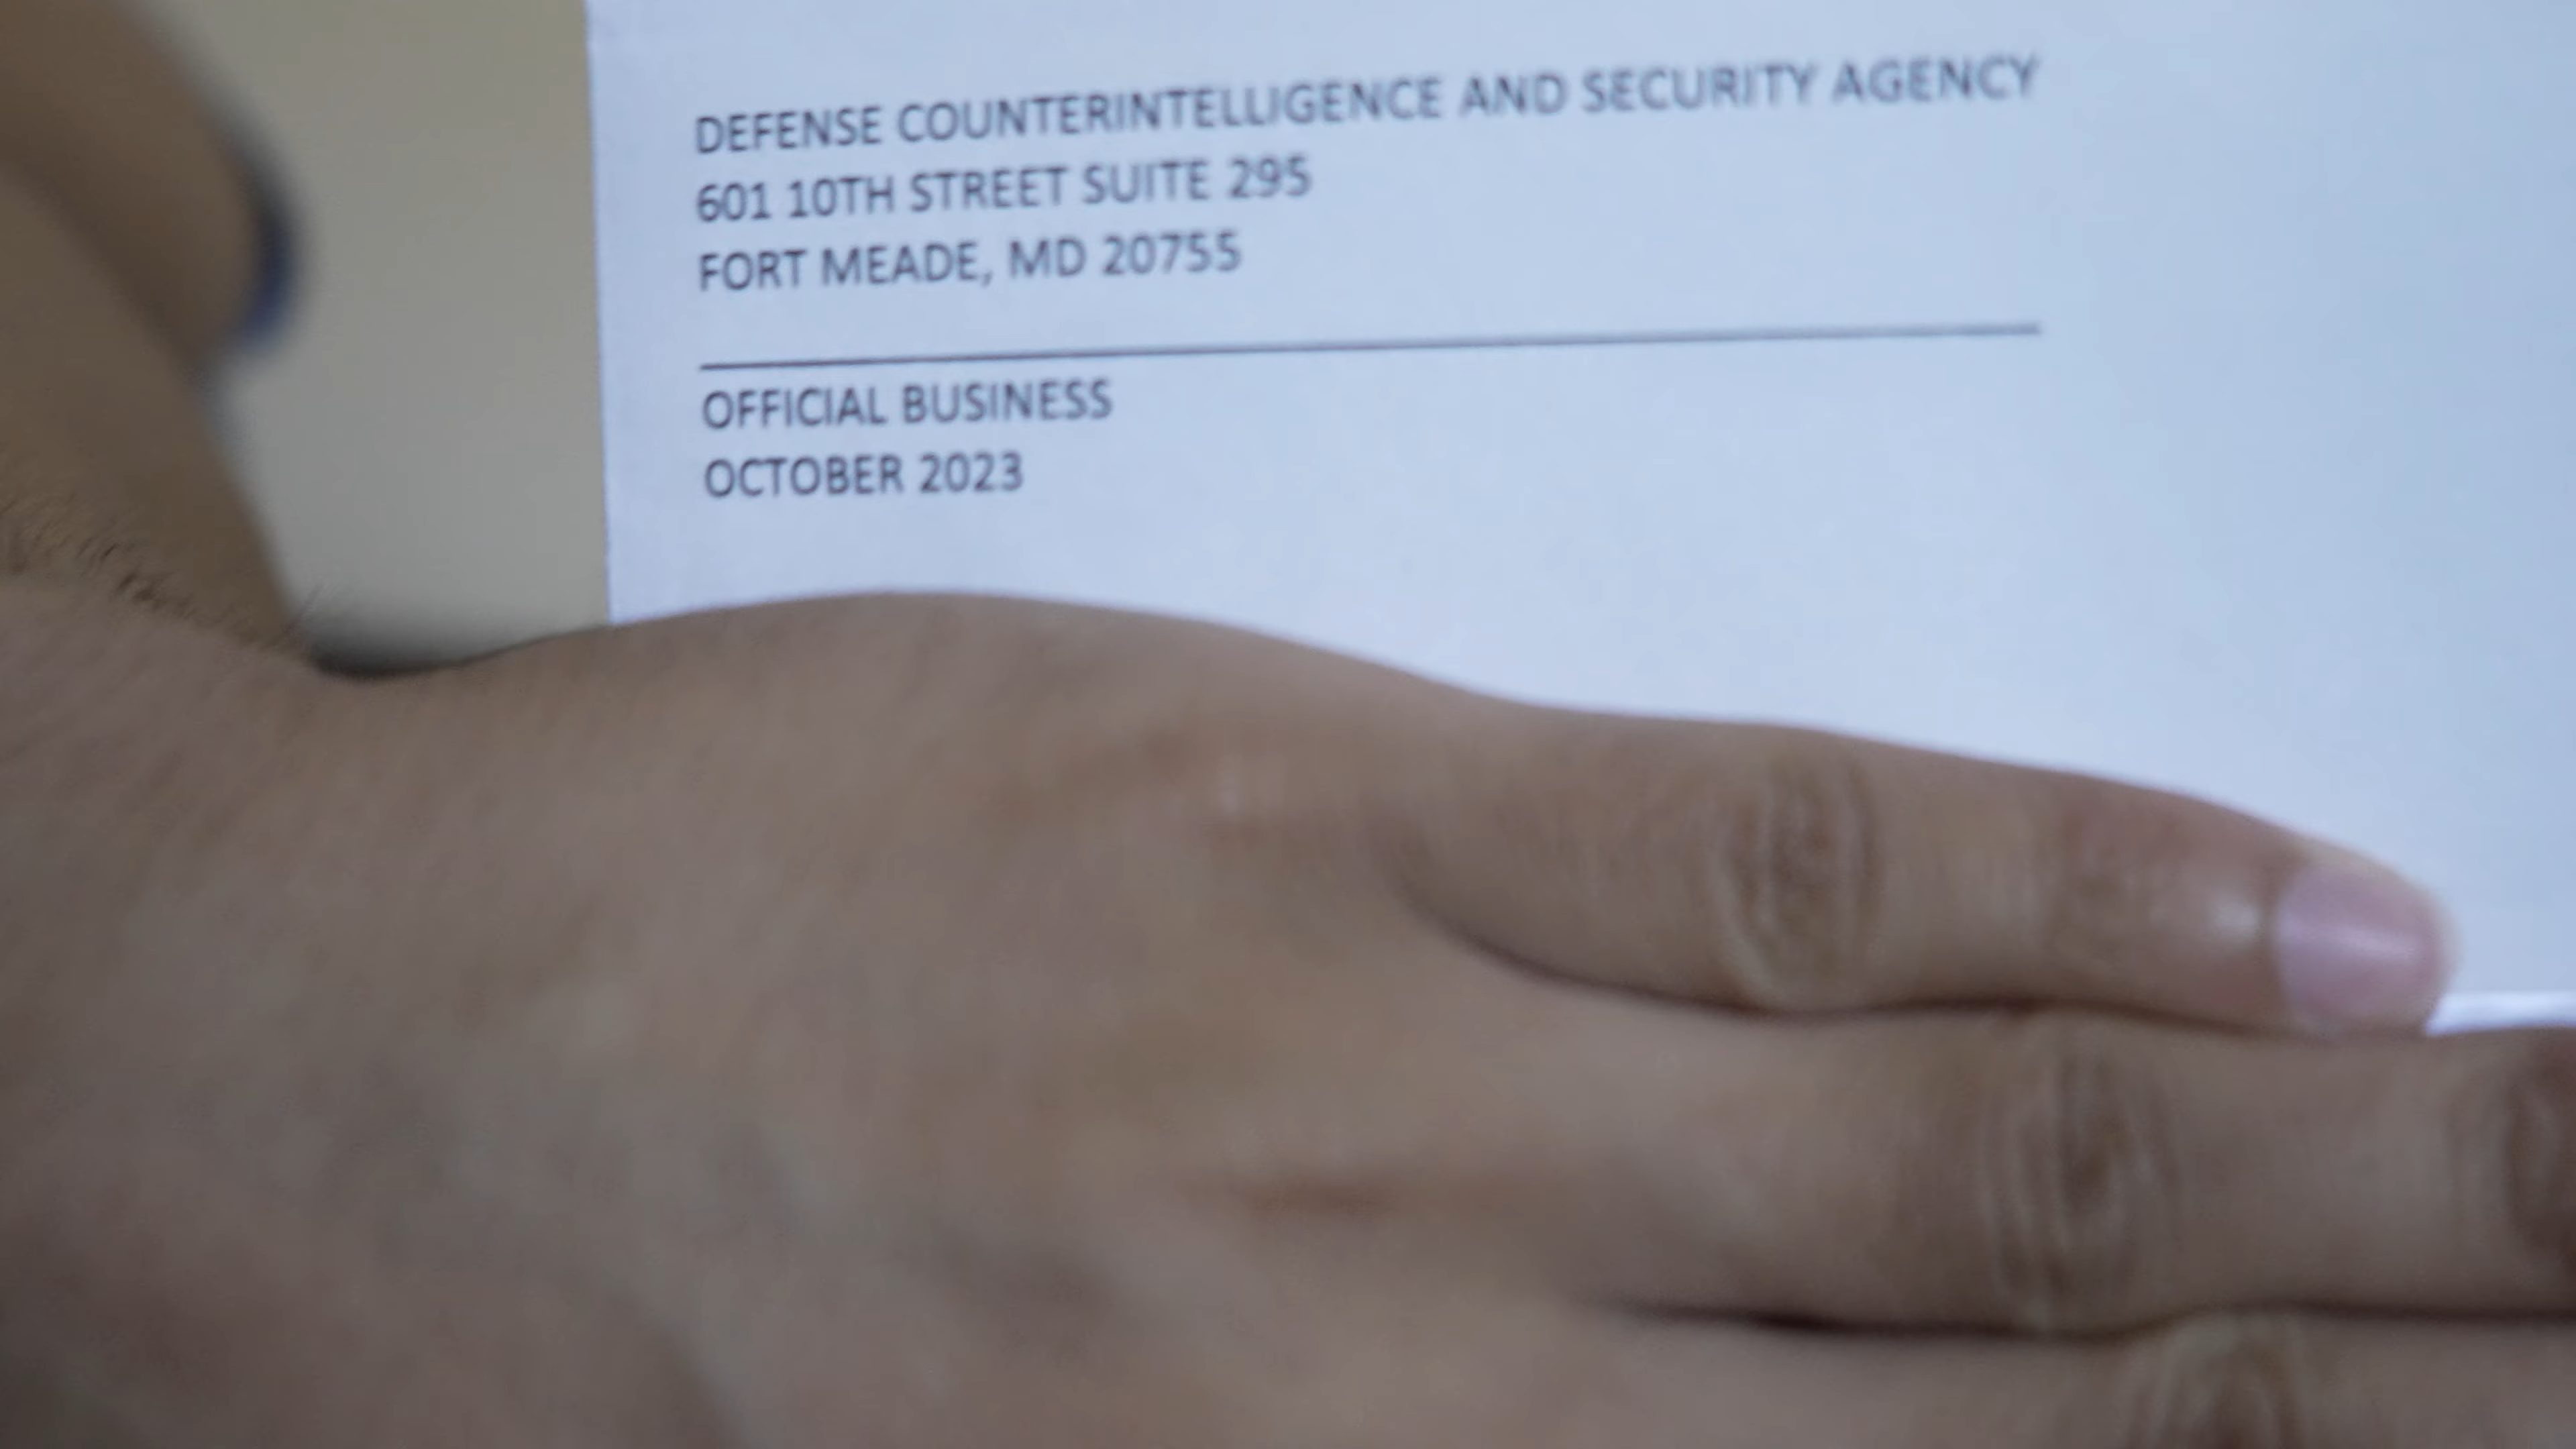 DEFENSE COUNTERINTELLIGENCE AND SECURITY AGENCY
601 10TH STREET SUITE 295
FORT MEADE, MD 20755
OFFICIAL BUSINESS
OCTOBER 2023